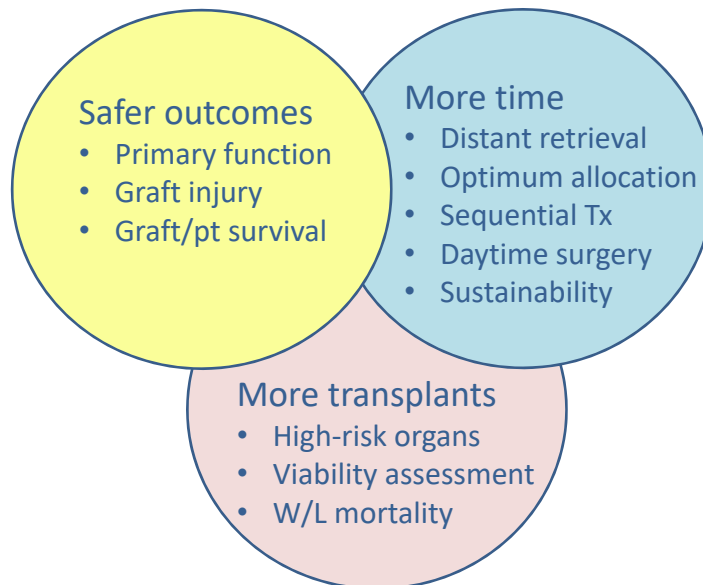 Safer outcomes
• Primary function
• Graft injury
• Graft/pt survival
More time
• Distant retrieval
• Optimum allocation
• Sequential Tx
• Daytime surgery
• Sustainability
More transplants
• High-risk organs
• Viability assessment
• W/L mortality